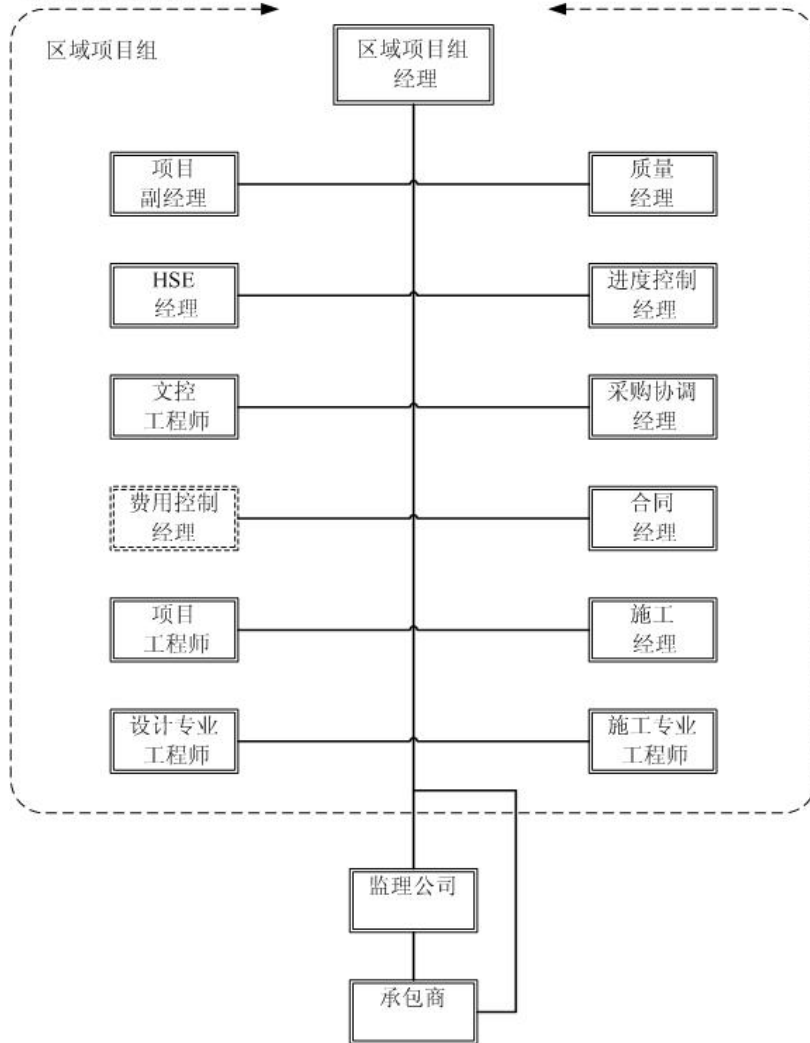 区域项目组
区域项目组
经理
项目
副经理
质量
经理
HSE
经理
进度控制
经理
文控
工程师
采购协调
经理
费用控制
经理
合同
经理
项目
工程师
施工
经理
设计专业
工程师
施工专业
工程师
监理公司
承包商